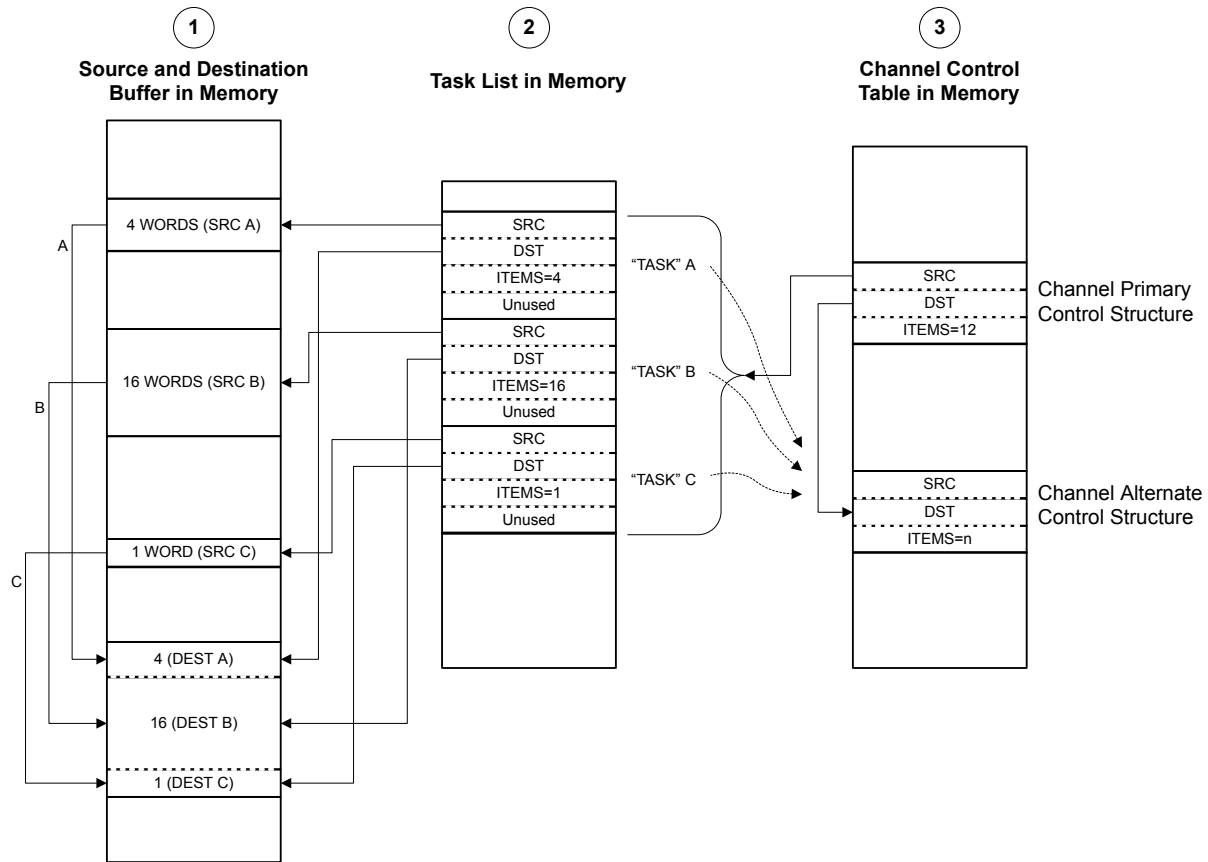 1
Source and Destination
Buffer in Memory
4 WORDS (SRC A)
A
16 WORDS (SRC B)
B
1 WORD (SRC C)
C
4 (DEST A)
16 (DEST B)
1 (DEST C)
2
Task List in Memory
SRC
DST
ITEMS=4
Unused
SRC
DST
ITEMS=16
Unused
SRC
DST
ITEMS=1
Unused
“TASK” A
“TASK” B
“TASK” C
3
Channel Control
Table in Memory
SRC
DST
ITEMS=12
Channel Primary
Control Structure
SRC
DST
ITEMS=n
Channel Alternate
Control Structure